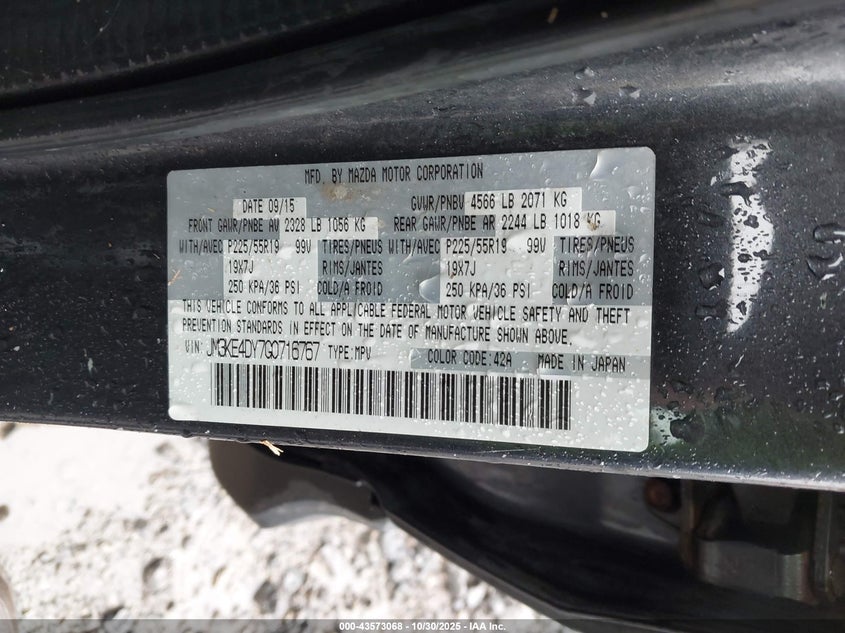 MFD. BY MAZDA MOTOR CORPORATION
DATE 09/15 GVWR/PNBV 4566 LB 2071 KG
FRONT GAWR/PNBE AV 2328 LB 1056 KG REAR GAWR/PNBE AR 2244 LB 1018 KG
WITH/AVEC P225/55R19 99V TIRES/PNEUS WITH/AVEC P225/55R19 99V TIRES/PNEUS
19X7J RIMS/JANTES 19X7J RIMS/JANTES
250 KPA/36 PSI COLD/A FROID 250 KPA/36 PSI COLD/A FROID
THIS VEHICLE CONFORMS TO ALL APPLICABLE FEDERAL MOTOR VEHICLE SAFETY AND THEFT
PREVENTION STANDARDS IN EFFECT ON THE DATE OF MANUFACTURE SHOWN ABOVE.
VIN: JM3KE4DY7G0716767 TYPE:MPV COLOR CODE:42A MADE IN JAPAN
000-43573068 - 10/30/2025 - IAA Inc.